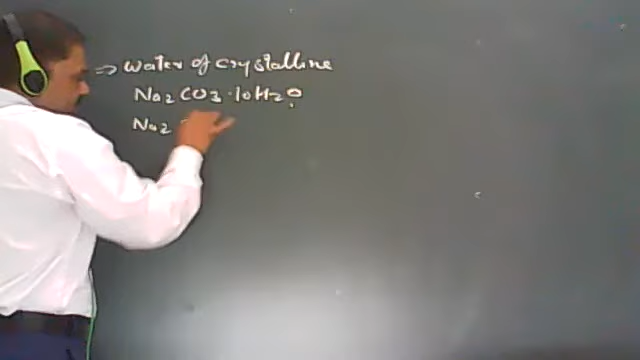 => water of crystalline
Na2CO3·10H2O
Na2